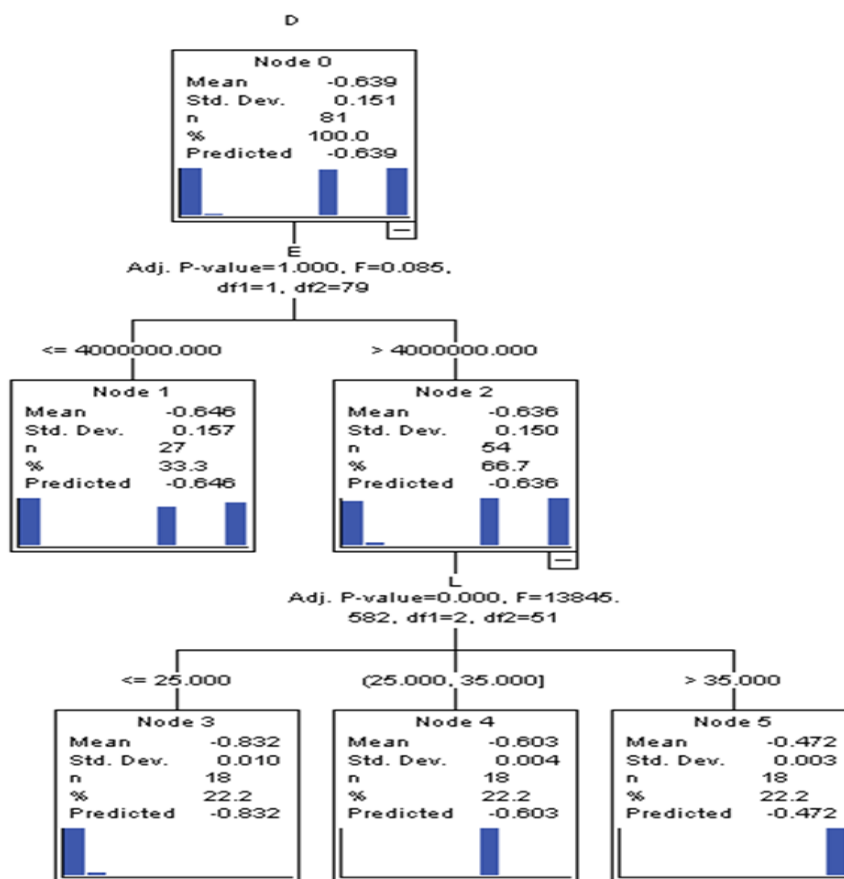 D
Node 0
Mean -0.639
Std. Dev. 0.151
n 81
% 100.0
Predicted -0.639
E
Adj. P-value=1.000, F=0.085,
df1=1, df2=79
<= 4000000.000
> 4000000.000
Node 1
Mean -0.646
Std. Dev. 0.157
n 27
% 33.3
Predicted -0.646
Node 2
Mean -0.636
Std. Dev. 0.150
n 54
% 66.7
Predicted -0.636
L
Adj. P-value=0.000, F=13845.
582, df1=2, df2=51
<= 25.000
(25.000, 35.000]
> 35.000
Node 3
Mean -0.832
Std. Dev. 0.010
n 18
% 22.2
Predicted -0.832
Node 4
Mean -0.603
Std. Dev. 0.004
n 18
% 22.2
Predicted -0.603
Node 5
Mean -0.472
Std. Dev. 0.003
n 18
% 22.2
Predicted -0.472